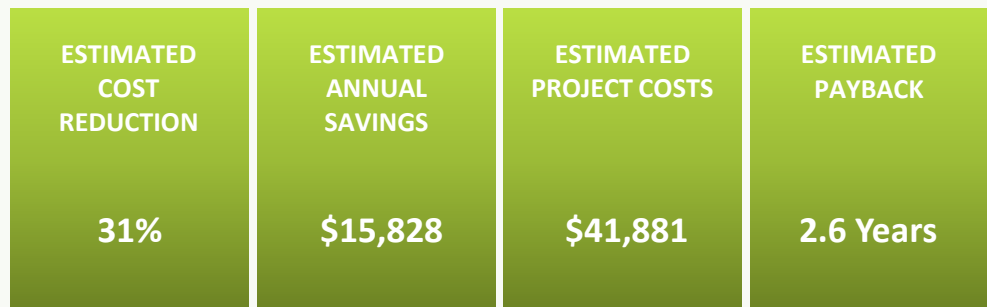 ESTIMATED
COST
REDUCTION
31%
ESTIMATED
ANNUAL
SAVINGS
$15,828
ESTIMATED
PROJECT COSTS
$41,881
ESTIMATED
PAYBACK
2.6 Years